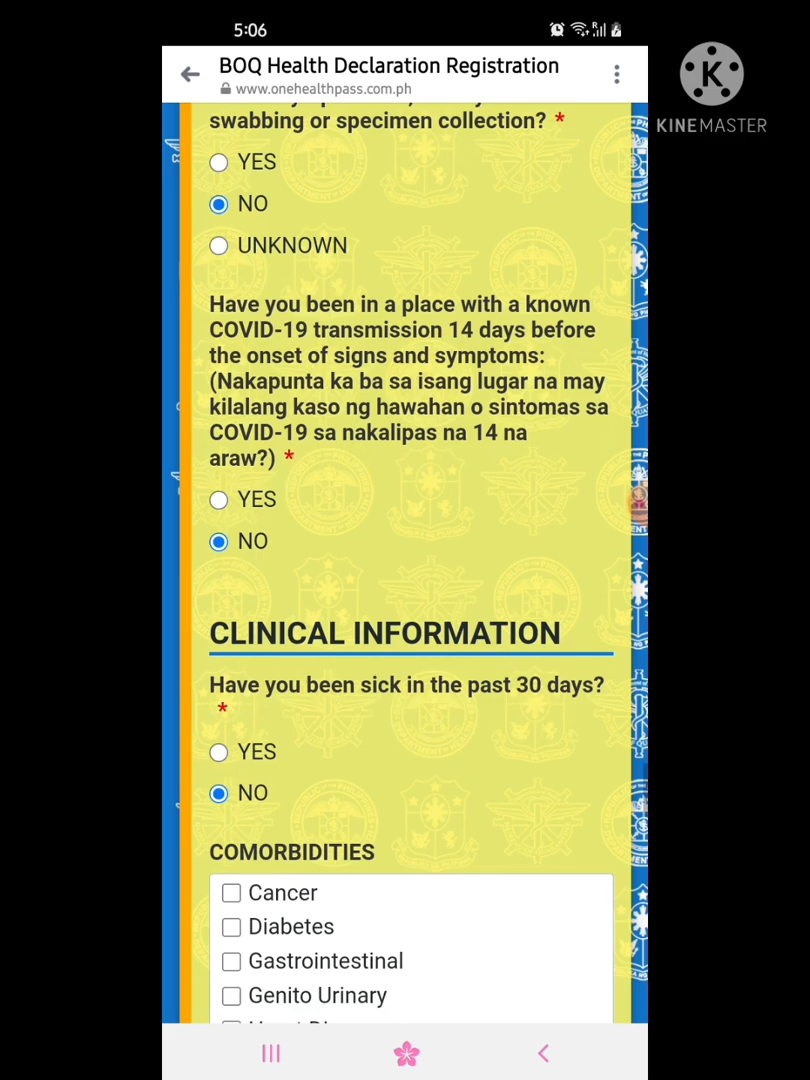 5:06
BOQ Health Declaration Registration
www.onehealthpass.com.ph
K
KINEMASTER
swabbing or specimen collection? *
YES
NO
UNKNOWN
Have you been in a place with a known
COVID-19 transmission 14 days before
the onset of signs and symptoms:
(Nakapunta ka ba sa isang lugar na may
kilalang kaso ng hawahan o sintomas sa
COVID-19 sa nakalipas na 14 na
araw?) *
YES
NO
CLINICAL INFORMATION
Have you been sick in the past 30 days?
*
YES
NO
COMORBIDITIES
Cancer
Diabetes
Gastrointestinal
Genito Urinary